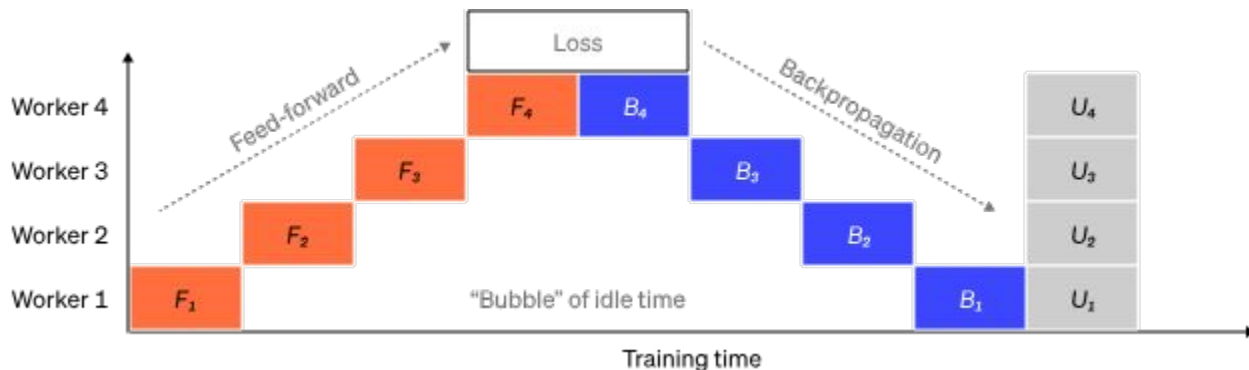 Loss
Feed-forward
Backpropagation
Worker 4
F₄
B₄
U₄
Worker 3
F₃
B₃
U₃
Worker 2
F₂
B₂
U₂
Worker 1
F₁
"Bubble" of idle time
B₁
U₁
Training time